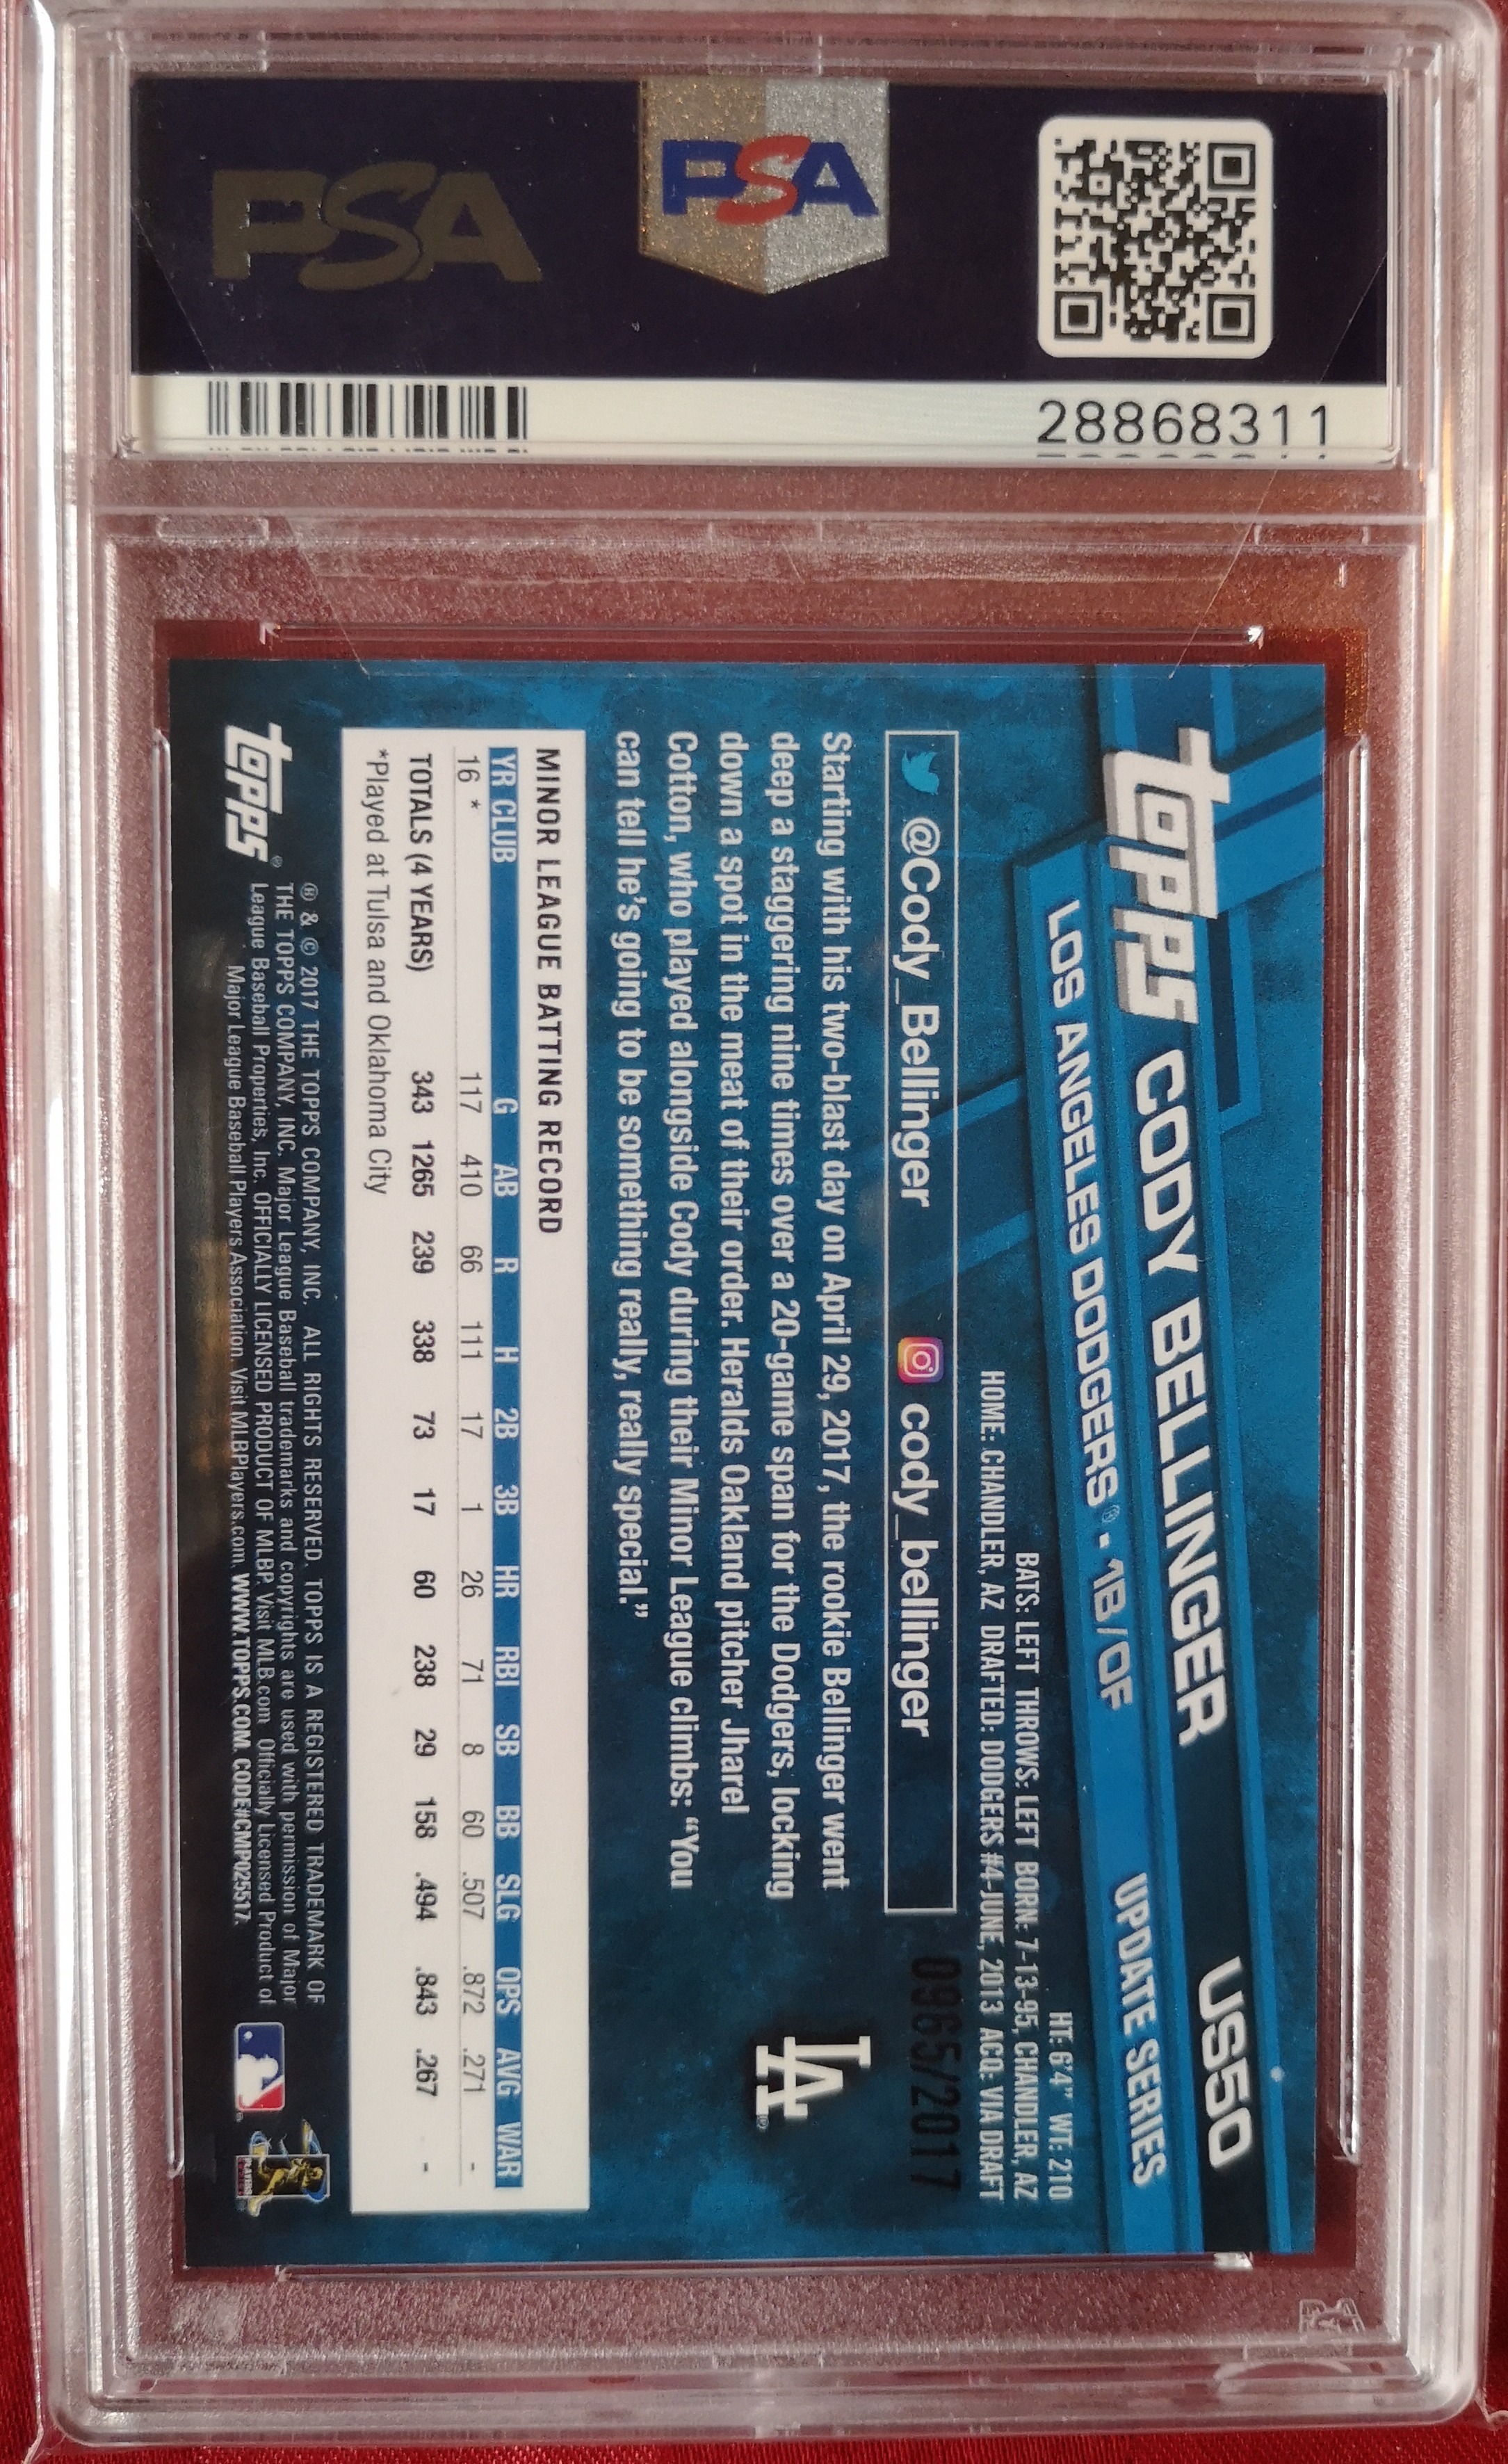 PSA
PSA
28868311
topps CODY BELLINGER US50
LOS ANGELES DODGERS® • 1B/OF UPDATE SERIES
HT: 6'4" WT: 210
BATS: LEFT THROWS: LEFT BORN: 7-13-95, CHANDLER, AZ
HOME: CHANDLER, AZ DRAFTED: DODGERS #4-JUNE, 2013 ACQ: VIA DRAFT
@Cody_Bellinger cody_bellinger
0965/2017
Starting with his two-blast day on April 29, 2017, the rookie Bellinger went
deep a staggering nine times over a 20-game span for the Dodgers, locking
down a spot in the meat of their order. Heralds Oakland pitcher Jharel
Cotton, who played alongside Cody during their Minor League climbs: “You
can tell he's going to be something really, really special.”
LA
MINOR LEAGUE BATTING RECORD
YR CLUB G AB R H 2B 3B HR RBI SB BB SLG OPS AVG WAR
16 * 117 410 66 111 17 1 26 71 8 60 .507 .872 .271 -
TOTALS (4 YEARS) 343 1265 239 338 73 17 60 238 29 158 .494 .843 .267 -
*Played at Tulsa and Oklahoma City
topps®
® & © 2017 THE TOPPS COMPANY, INC. ALL RIGHTS RESERVED. TOPPS IS A REGISTERED TRADEMARK OF
THE TOPPS COMPANY, INC. Major League Baseball trademarks and copyrights are used with permission of Major
League Baseball Properties, Inc. OFFICIALLY LICENSED PRODUCT OF MLBP. Visit MLB.com Officially Licensed Product of
Major League Baseball Players Association. Visit MLBPlayers.com. WWW.TOPPS.COM. CODE#CMP025517.